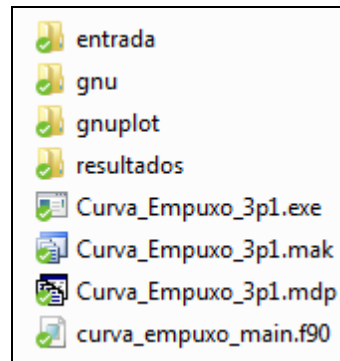 entrada
gnu
gnuplot
resultados
Curva_Empuxo_3p1.exe
Curva_Empuxo_3p1.mak
Curva_Empuxo_3p1.mdp
curva_empuxo_main.f90